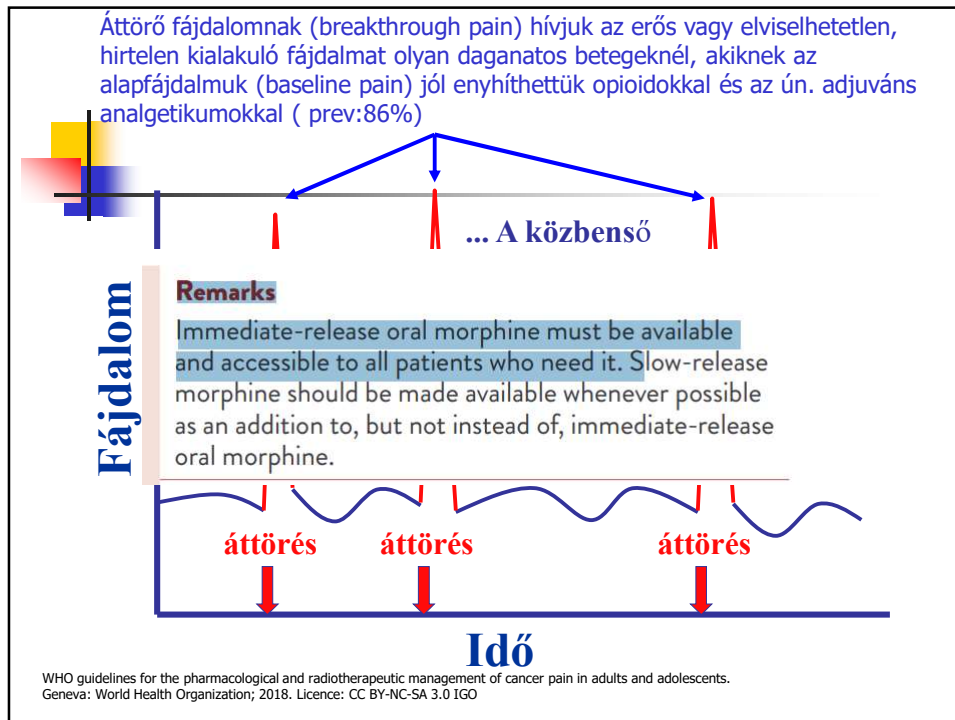 Áttörő fájdalomnak (breakthrough pain) hívjuk az erős vagy elviselhetetlen,
hirtelen kialakuló fájdalmat olyan daganatos betegeknél, akiknek az
alapfájdalmuk (baseline pain) jól enyhíthettük opioidokkal és az ún. adjuváns
analgetikumokkal ( prev:86%)
... A közbenső
Fájdalom
Remarks
Immediate-release oral morphine must be available
and accessible to all patients who need it. Slow-release
morphine should be made available whenever possible
as an addition to, but not instead of, immediate-release
oral morphine.
áttörés áttörés áttörés
Idő
WHO guidelines for the pharmacological and radiotherapeutic management of cancer pain in adults and adolescents.
Geneva: World Health Organization; 2018. Licence: CC BY-NC-SA 3.0 IGO